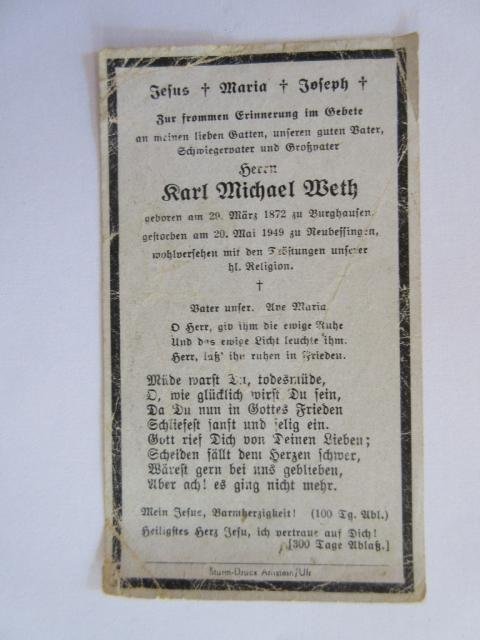 Jesus † Maria † Joseph †
Zur frommen Erinnerung im Gebete
an meinen lieben Gatten, unseren guten Vater,
Schwiegervater und Großvater
Herrn
Karl Michael Weth
geboren am 29. März 1872 zu Burghausen,
gestorben am 20. Mai 1949 zu Neubessingen,
wohlversehen mit den Tröstungen unserer
hl. Religion.
†
Vater unser. Ave Maria
O Herr, gib ihm die ewige Ruhe
Und das ewige Licht leuchte ihm.
Herr, laß' ihn ruhen in Frieden.
Müde warst Du, todesmüde,
O, wie glücklich wirst Du sein,
Da Du nun in Gottes Frieden
Schliefest sanft und selig ein.
Gott rief Dich von Deinen Lieben;
Scheiden fällt dem Herzen schwer,
Wärest gern bei uns geblieben,
Aber ach! es ging nicht mehr.
Mein Jesus, Barmherzigkeit! (100 Tg. Abl.)
Heiligstes Herz Jesu, ich vertraue auf Dich!
[300 Tage Ablaß.]
Sturm-Druck Arnstein/Ufr